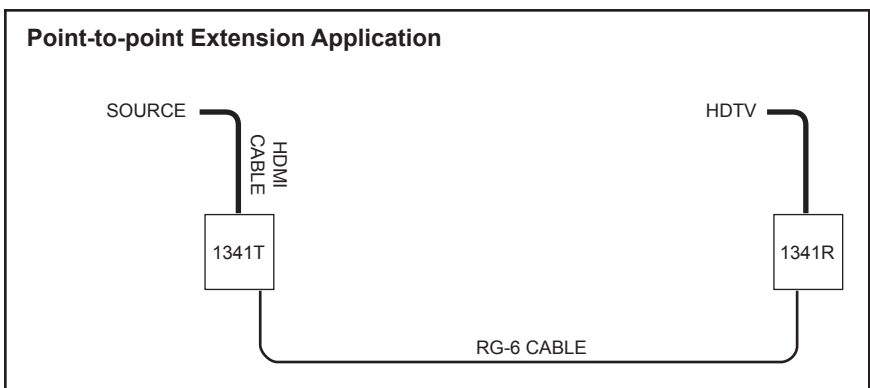 Point-to-point Extension Application
SOURCE
HDTV
HDMI
CABLE
1341T
1341R
RG-6 CABLE